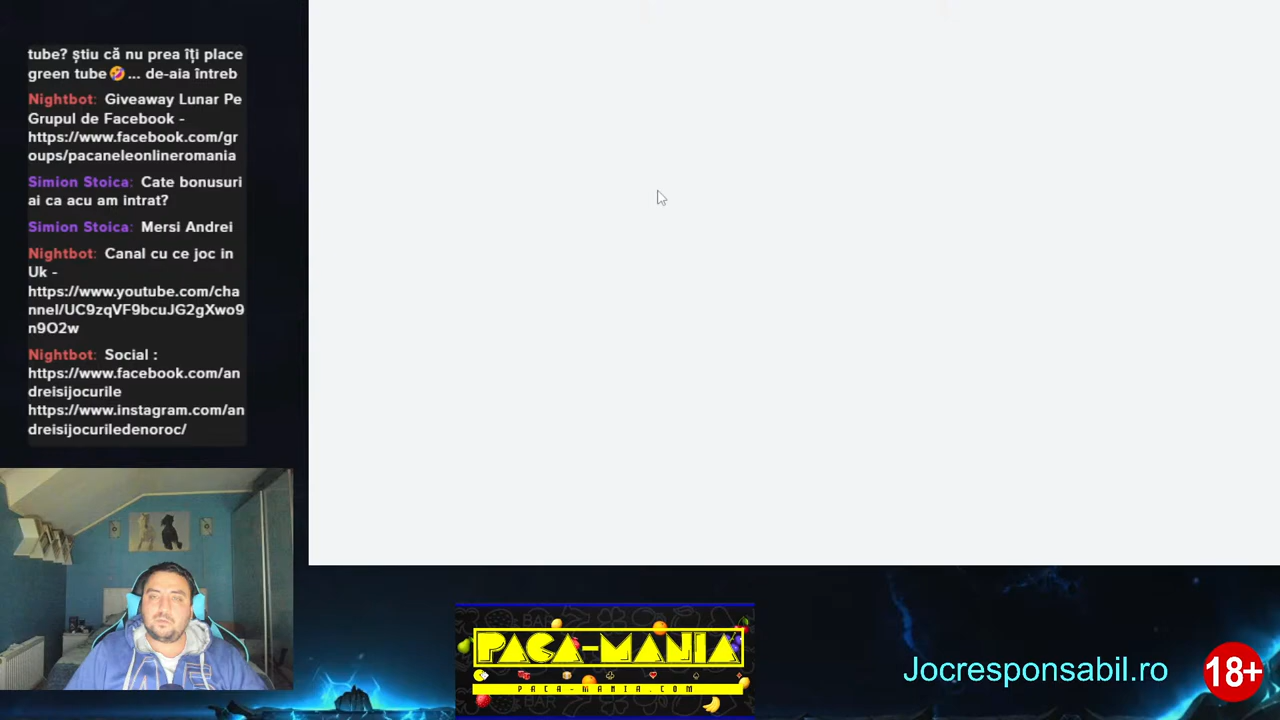 tube? știu că nu prea îți place
green tube🤣... de-aia întreb
Nightbot: Giveaway Lunar Pe
Grupul de Facebook -
https://www.facebook.com/gr
oups/pacaneleonlineromania
Simion Stoica: Cate bonusuri
ai ca acu am intrat?
Simion Stoica: Mersi Andrei
Nightbot: Canal cu ce joc in
Uk -
https://www.youtube.com/cha
nnel/UC9zqVF9bcuJG2gXwo9
n9O2w
Nightbot: Social :
https://www.facebook.com/an
dreisijocurile
https://www.instagram.com/an
dreisijocuriledenoroc/
PACA-MANIA
PACA-MANIA.COM
Jocresponsabil.ro
18+